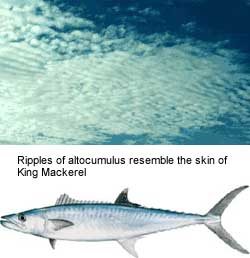 Ripples of altocumulus resemble the skin of
King Mackerel